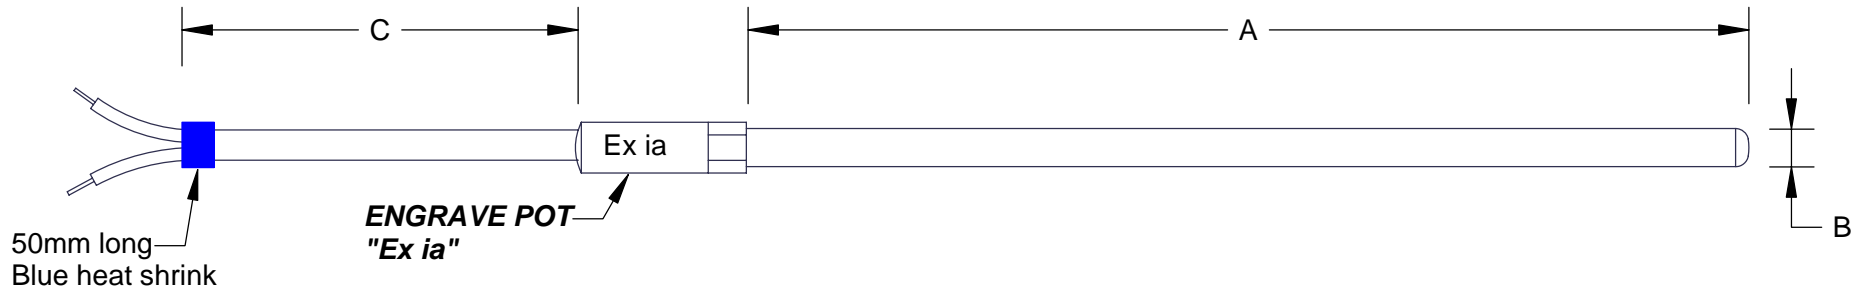 C
A
Ex ia
B
ENGRAVE POT
"Ex ia"
50mm long
Blue heat shrink